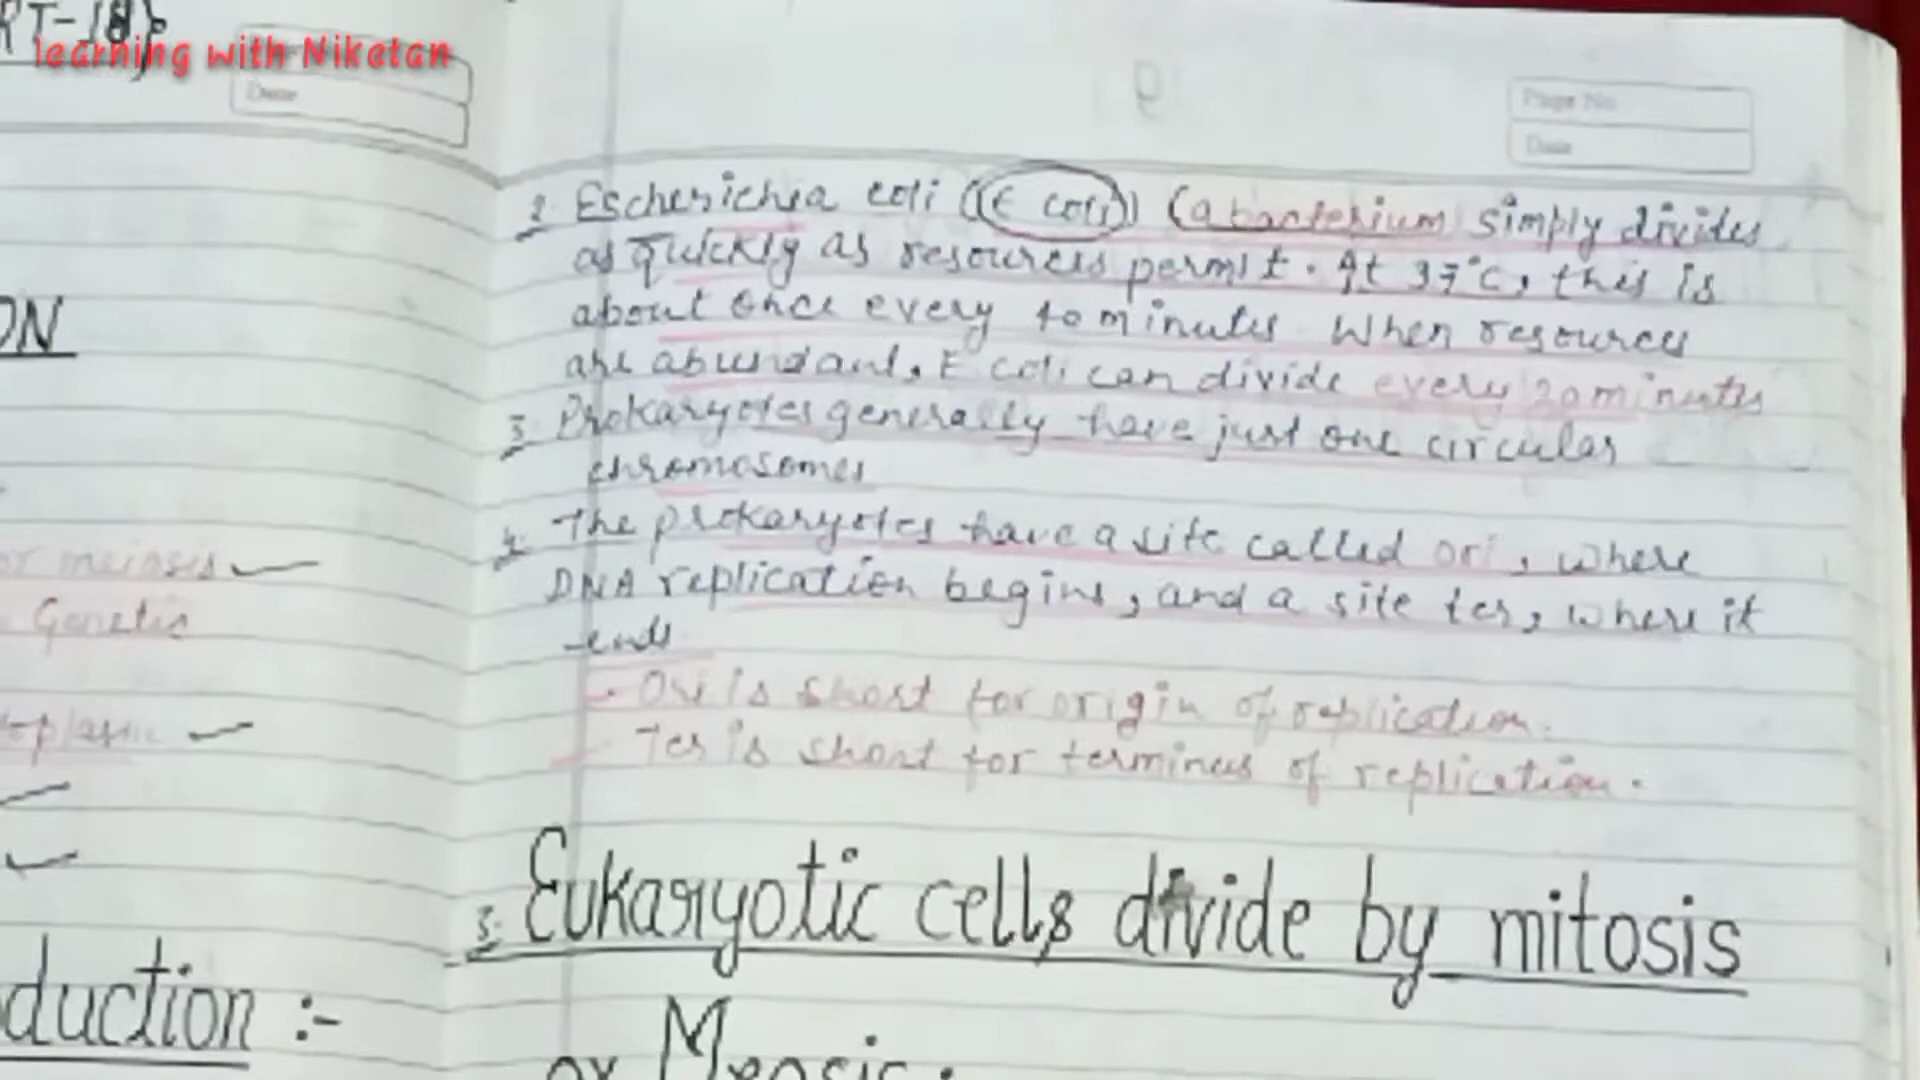 RT-18)
learning with Niketan
Date
ON
or meiosis
Genetic
duction :-
Page No.
Date
2. Escherichia coli ((E coli)) (a bacterium simply divides
as quickly as resources permit. At 37°C, this is
about once every 40 minutes When resources
are abundant, E coli can divide every 20 minutes
3. Prokaryotes generally have just one circular
chromosomes
4. The prokaryotes have a site called ori, where
DNA replication begins, and a site ter, where it
ends
- Ori is short for origin of replication.
- Ter is short for terminus of replication.
3. Eukaryotic cells divide by mitosis
or